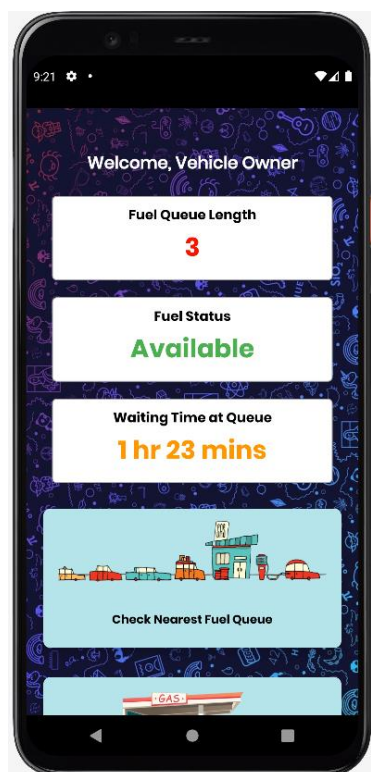 9:21
Welcome, Vehicle Owner
Fuel Queue Length
3
Fuel Status
Available
Waiting Time at Queue
1 hr 23 mins
Check Nearest Fuel Queue
GAS